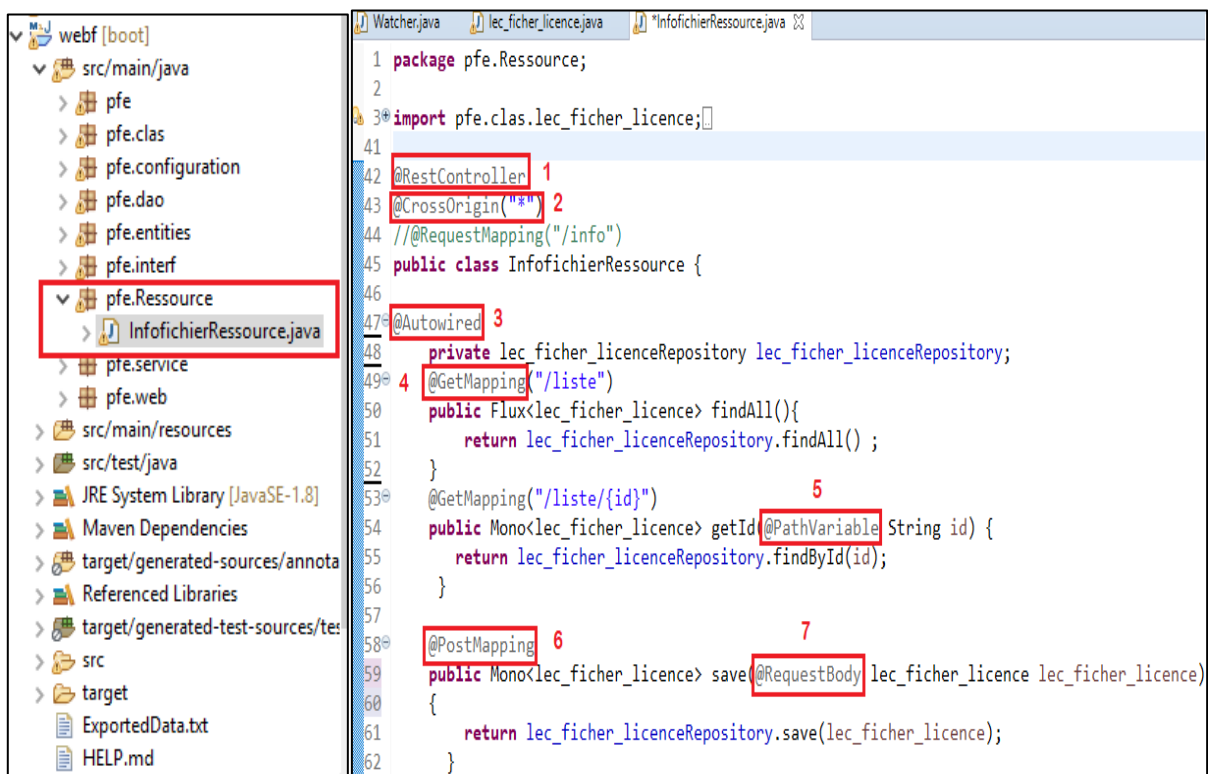 webf [boot]
src/main/java
pfe
pfe.clas
pfe.configuration
pfe.dao
pfe.entities
pfe.interf
pfe.Ressource
InfofichierRessource.java
pfe.service
pfe.web
src/main/resources
src/test/java
JRE System Library [JavaSE-1.8]
Maven Dependencies
target/generated-sources/annota
Referenced Libraries
target/generated-test-sources/tes
src
target
ExportedData.txt
HELP.md
Watcher.java lec_ficher_licence.java *InfofichierRessource.java
1 package pfe.Ressource;
2
3 import pfe.clas.lec_ficher_licence;
41
42 @RestController 1
43 @CrossOrigin("*") 2
44 //@RequestMapping("/info")
45 public class InfofichierRessource {
46
47 @Autowired 3
48 private lec_ficher_licenceRepository lec_ficher_licenceRepository;
49 4 @GetMapping("/liste")
50 public Flux<lec_ficher_licence> findAll(){
51 return lec_ficher_licenceRepository.findAll() ;
52 }
53 @GetMapping("/liste/{id}") 5
54 public Mono<lec_ficher_licence> getId(@PathVariable String id) {
55 return lec_ficher_licenceRepository.findById(id);
56 }
57
58 @PostMapping 6 7
59 public Mono<lec_ficher_licence> save(@RequestBody lec_ficher_licence lec_ficher_licence)
60 {
61 return lec_ficher_licenceRepository.save(lec_ficher_licence);
62 }